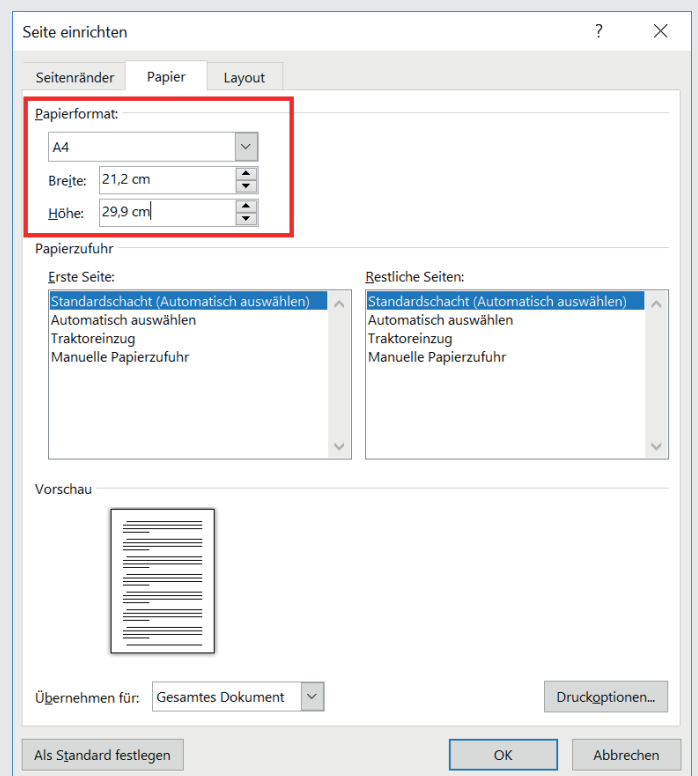 Seite einrichten ?
Seitenränder Papier Layout
Papierformat:
A4
Breite: 21,2 cm
Höhe: 29,9 cm
Papierzufuhr
Erste Seite: Restliche Seiten:
Standardschacht (Automatisch auswählen) Standardschacht (Automatisch auswählen)
Automatisch auswählen Automatisch auswählen
Traktoreinzug Traktoreinzug
Manuelle Papierzufuhr Manuelle Papierzufuhr
Vorschau
Übernehmen für: Gesamtes Dokument Druckoptionen...
Als Standard festlegen OK Abbrechen